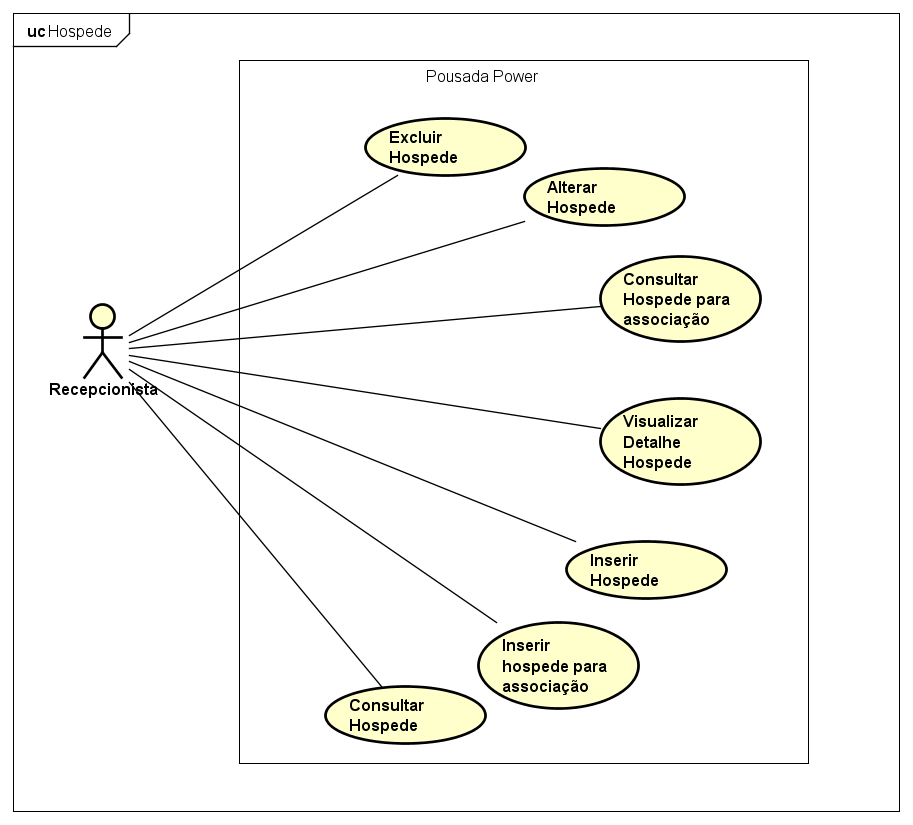 uc Hospede
Pousada Power
Excluir
Hospede
Alterar
Hospede
Consultar
Hospede para
associação
Recepcionista
Visualizar
Detalhe
Hospede
Inserir
Hospede
Inserir
hospede para
associação
Consultar
Hospede